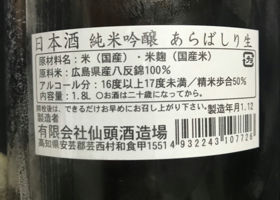 日本酒 純米吟醸 あらばしり生
原材料名：米（国産）・米麹（国産米）
原料米：広島県産八反錦100%
アルコール分：16度以上17度未満／精米歩合50%
内容量：1.8L ○お酒は二十歳になってから。
開栓後は、できるだけお早めにお召し上がり下さい。 製造年月1.12
製造者
有限会社仙頭酒造場
高知県安芸郡芸西村和食甲1551
4932243107726